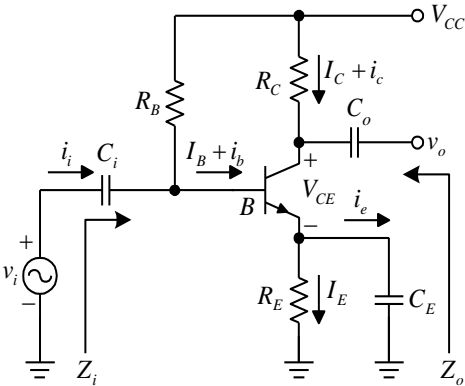 V_CC
R_B
R_C
I_C + i_c
C_o
v_o
i_i
C_i
I_B + i_b
+
V_CE
−
B
i_e
+
v_i
−
R_E
I_E
C_E
Z_i
Z_o